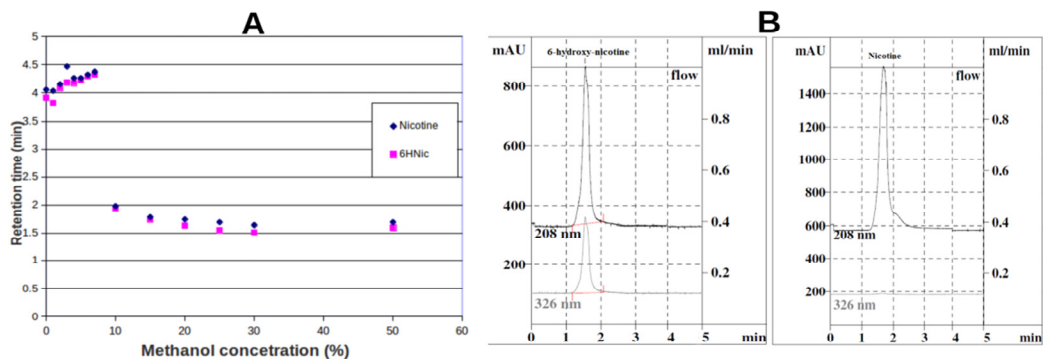 A
5
4.5
4
3.5
3
2.5
2
1.5
1
0.5
0
Retention time (min)
Nicotine
6HNic
0 10 20 30 40 50 60
Methanol concetration (%)
B
mAU 6-hydroxy-nicotine ml/min
flow
800
600
400
200
0.8
0.6
0.4
0.2
208 nm
326 nm
0 1 2 3 4 5 min
mAU Nicotine ml/min
flow
1400
1200
1000
800
600
400
200
0.8
0.6
0.4
0.2
208 nm
326 nm
0 1 2 3 4 5 min